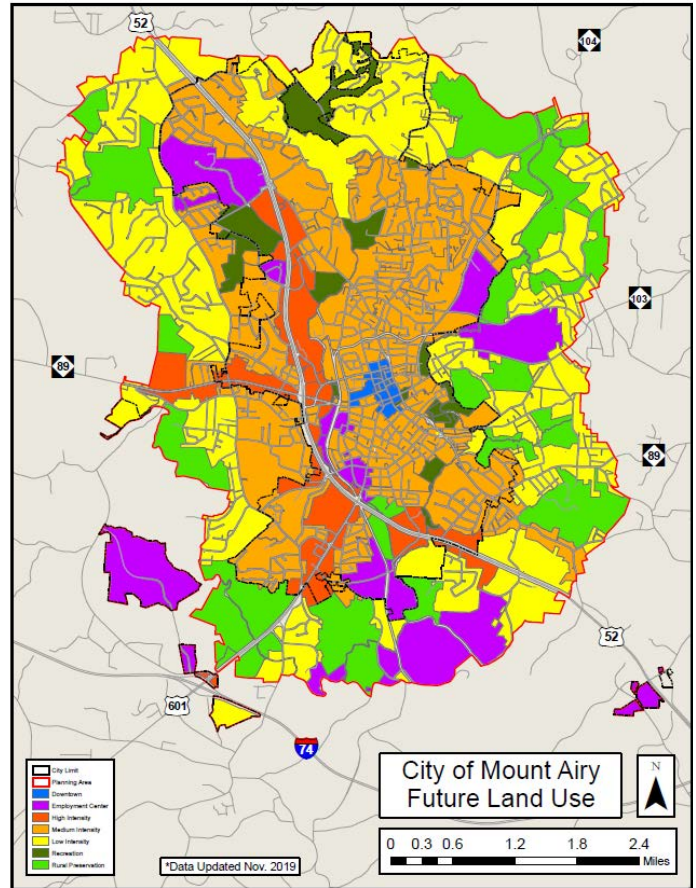 52
104
103
89
89
52
601
74
City of Mount Airy
Future Land Use
N
0 0.3 0.6 1.2 1.8 2.4
Miles
City Limit
Planning Area
Downtown
Employment Center
High Intensity
Medium Intensity
Low Intensity
Recreation
Rural Preservation
*Data Updated Nov. 2019